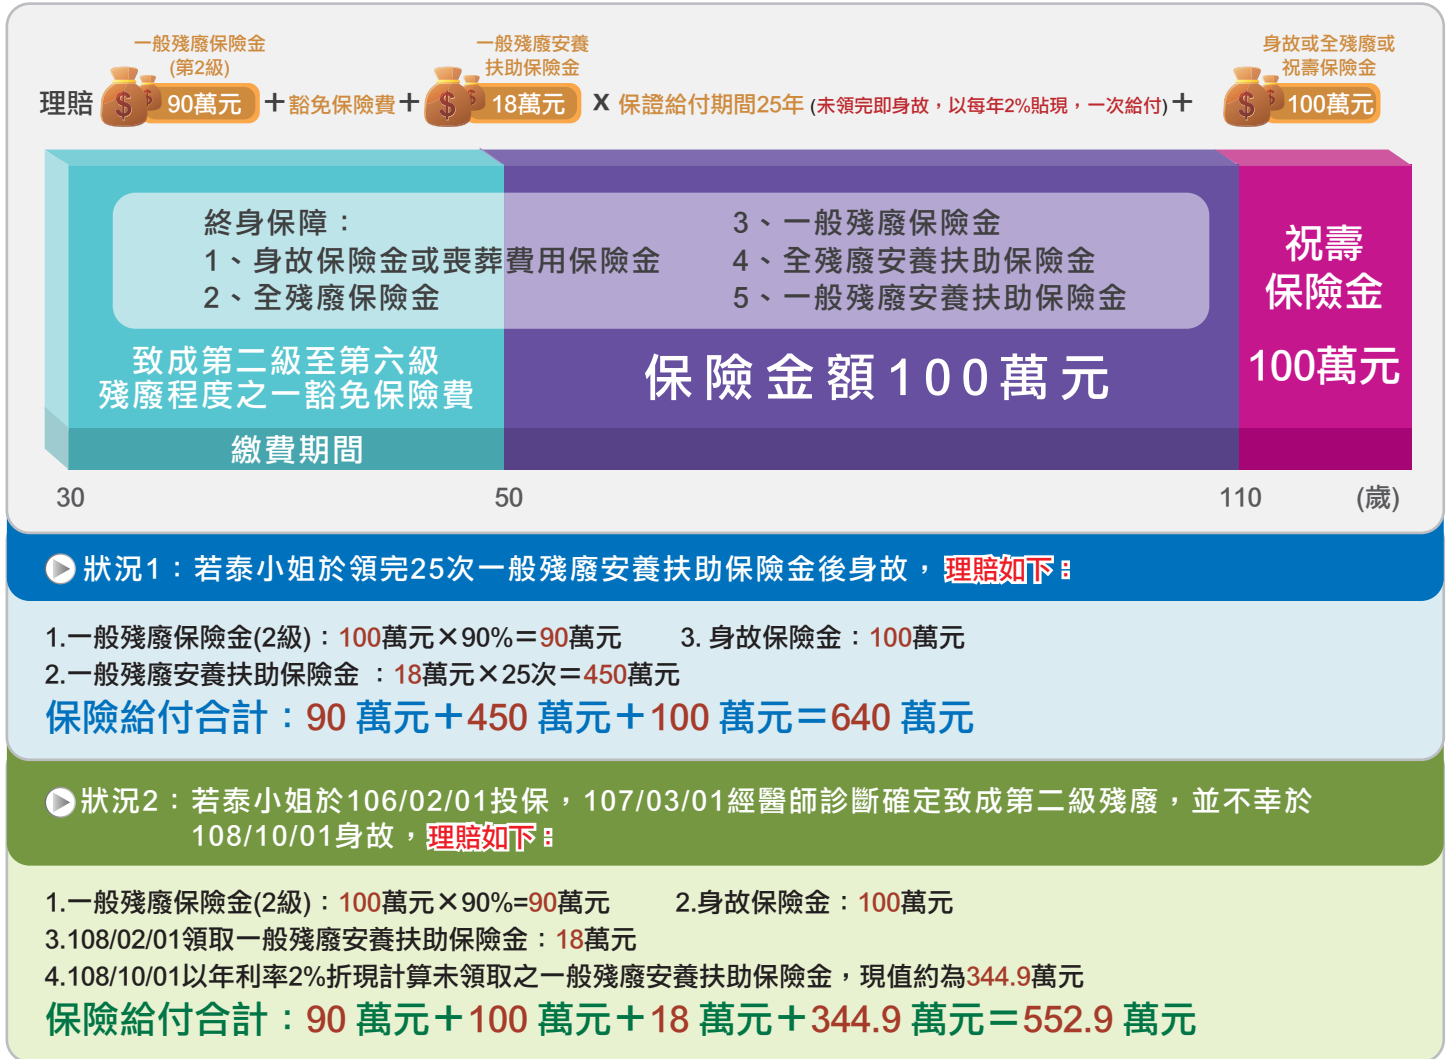 一般殘廢保險金
(第2級)
一般殘廢安養
扶助保險金
身故或全殘廢或
祝壽保險金
理賠 $ $ 90萬元 ＋豁免保險費＋ $ $ 18萬元 X 保證給付期間25年 (未領完即身故，以每年2%貼現，一次給付)＋ $ $ 100萬元
終身保障：
1、身故保險金或喪葬費用保險金
2、全殘廢保險金
3、一般殘廢保險金
4、全殘廢安養扶助保險金
5、一般殘廢安養扶助保險金
祝壽
保險金
100萬元
致成第二級至第六級
殘廢程度之一豁免保險費
保險金額100萬元
繳費期間
30 50 110 (歲)
狀況1：若泰小姐於領完25次一般殘廢安養扶助保險金後身故，理賠如下：
1.一般殘廢保險金(2級)：100萬元×90%＝90萬元 3. 身故保險金：100萬元
2.一般殘廢安養扶助保險金 ：18萬元×25次＝450萬元
保險給付合計：90 萬元＋450 萬元＋100 萬元＝640 萬元
狀況2：若泰小姐於106/02/01投保，107/03/01經醫師診斷確定致成第二級殘廢，並不幸於
108/10/01身故，理賠如下：
1.一般殘廢保險金(2級)：100萬元×90%=90萬元 2.身故保險金：100萬元
3.108/02/01領取一般殘廢安養扶助保險金：18萬元
4.108/10/01以年利率2%折現計算未領取之一般殘廢安養扶助保險金，現值約為344.9萬元
保險給付合計：90 萬元＋100 萬元＋18 萬元＋344.9 萬元＝552.9 萬元